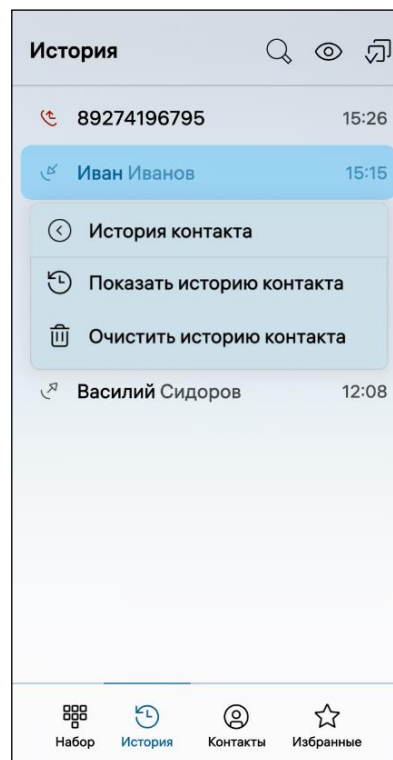 История
89274196795 15:26
Иван Иванов 15:15
История контакта
Показать историю контакта
Очистить историю контакта
Василий Сидоров 12:08
Набор История Контакты Избранные